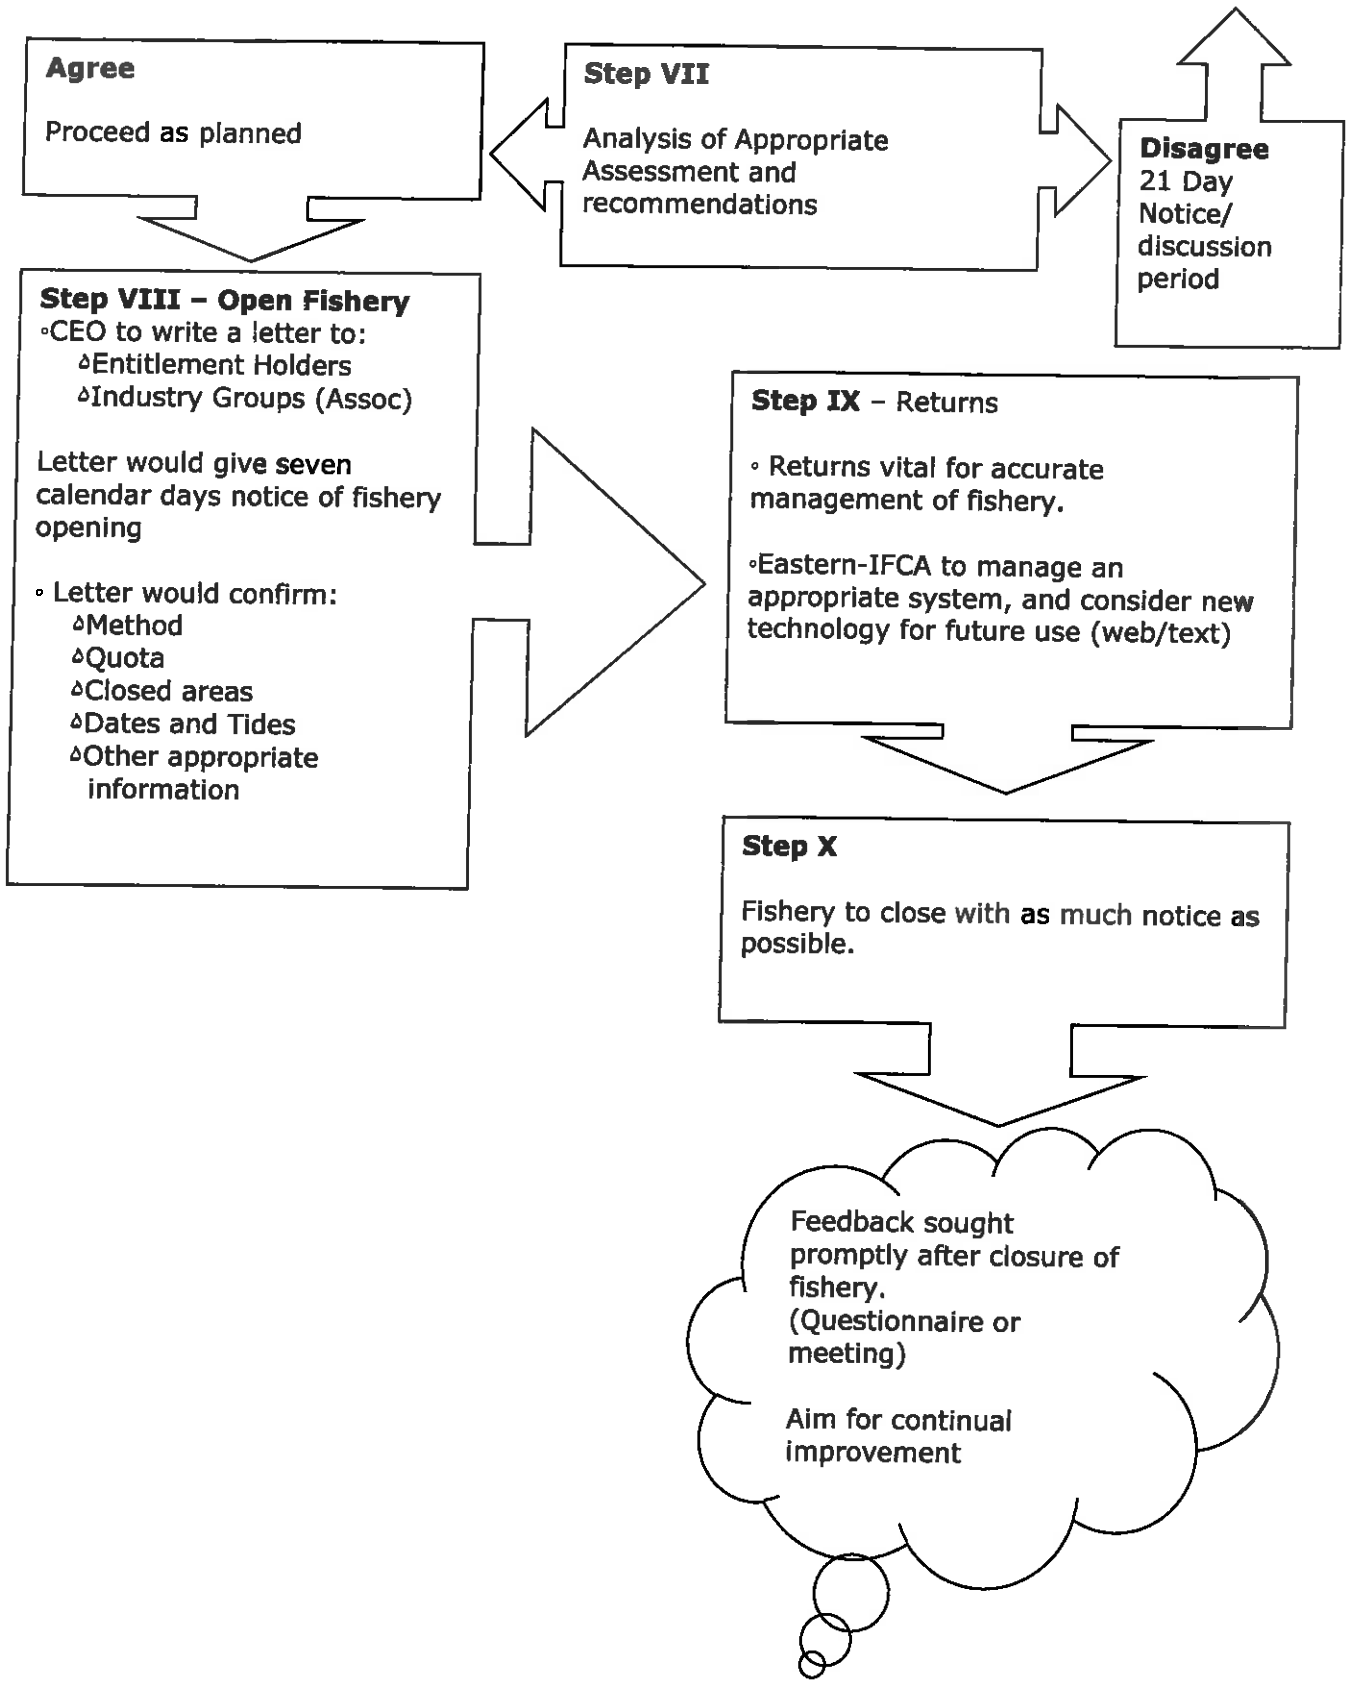 Agree
Proceed as planned
Step VII
Analysis of Appropriate
Assessment and
recommendations
Disagree
21 Day
Notice/
discussion
period
Step VIII – Open Fishery
◦CEO to write a letter to:
∆Entitlement Holders
∆Industry Groups (Assoc)
Letter would give seven
calendar days notice of fishery
opening
◦ Letter would confirm:
∆Method
∆Quota
∆Closed areas
∆Dates and Tides
∆Other appropriate
information
Step IX – Returns
◦ Returns vital for accurate
management of fishery.
◦Eastern-IFCA to manage an
appropriate system, and consider new
technology for future use (web/text)
Step X
Fishery to close with as much notice as
possible.
Feedback sought
promptly after closure of
fishery.
(Questionnaire or
meeting)
Aim for continual
improvement